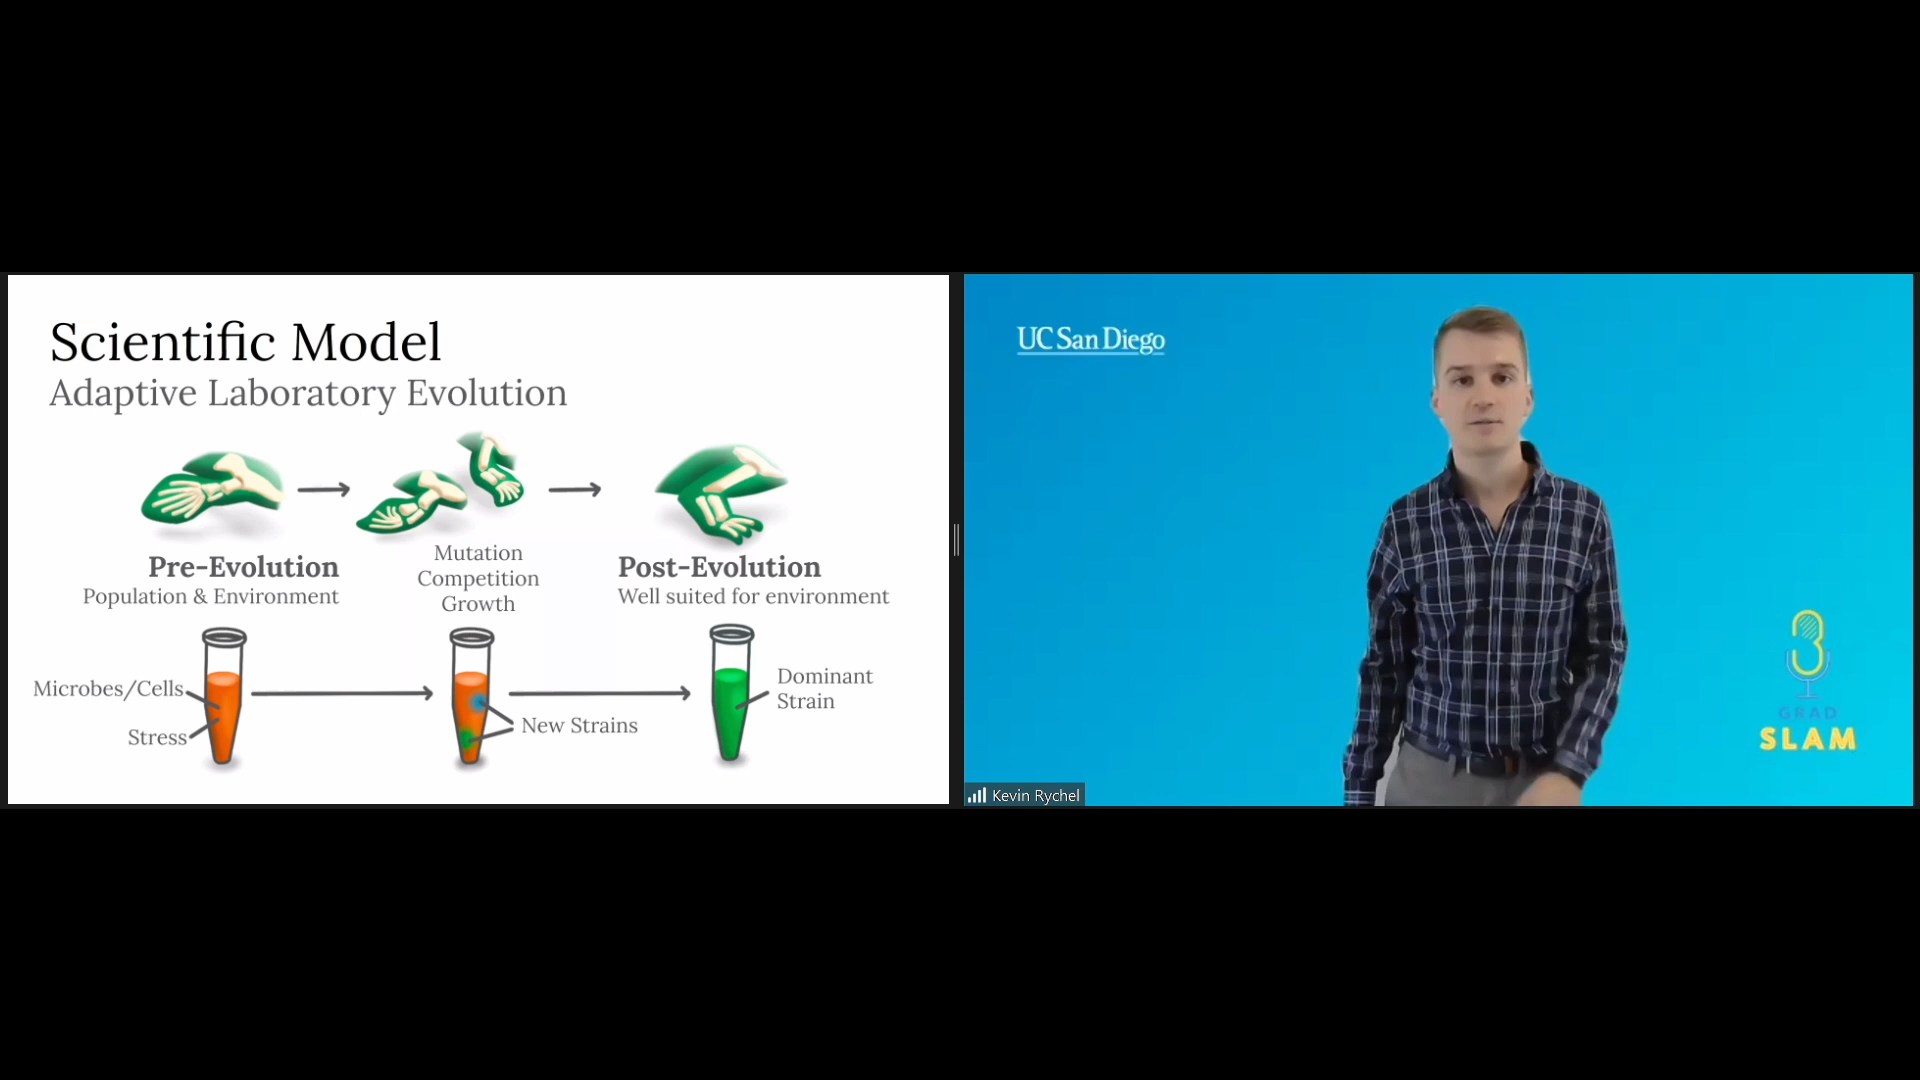 Scientific Model
Adaptive Laboratory Evolution
Pre-Evolution
Population & Environment
Mutation
Competition
Growth
Post-Evolution
Well suited for environment
Microbes/Cells
Stress
New Strains
Dominant
Strain
UC San Diego
GRAD
SLAM
Kevin Rychel